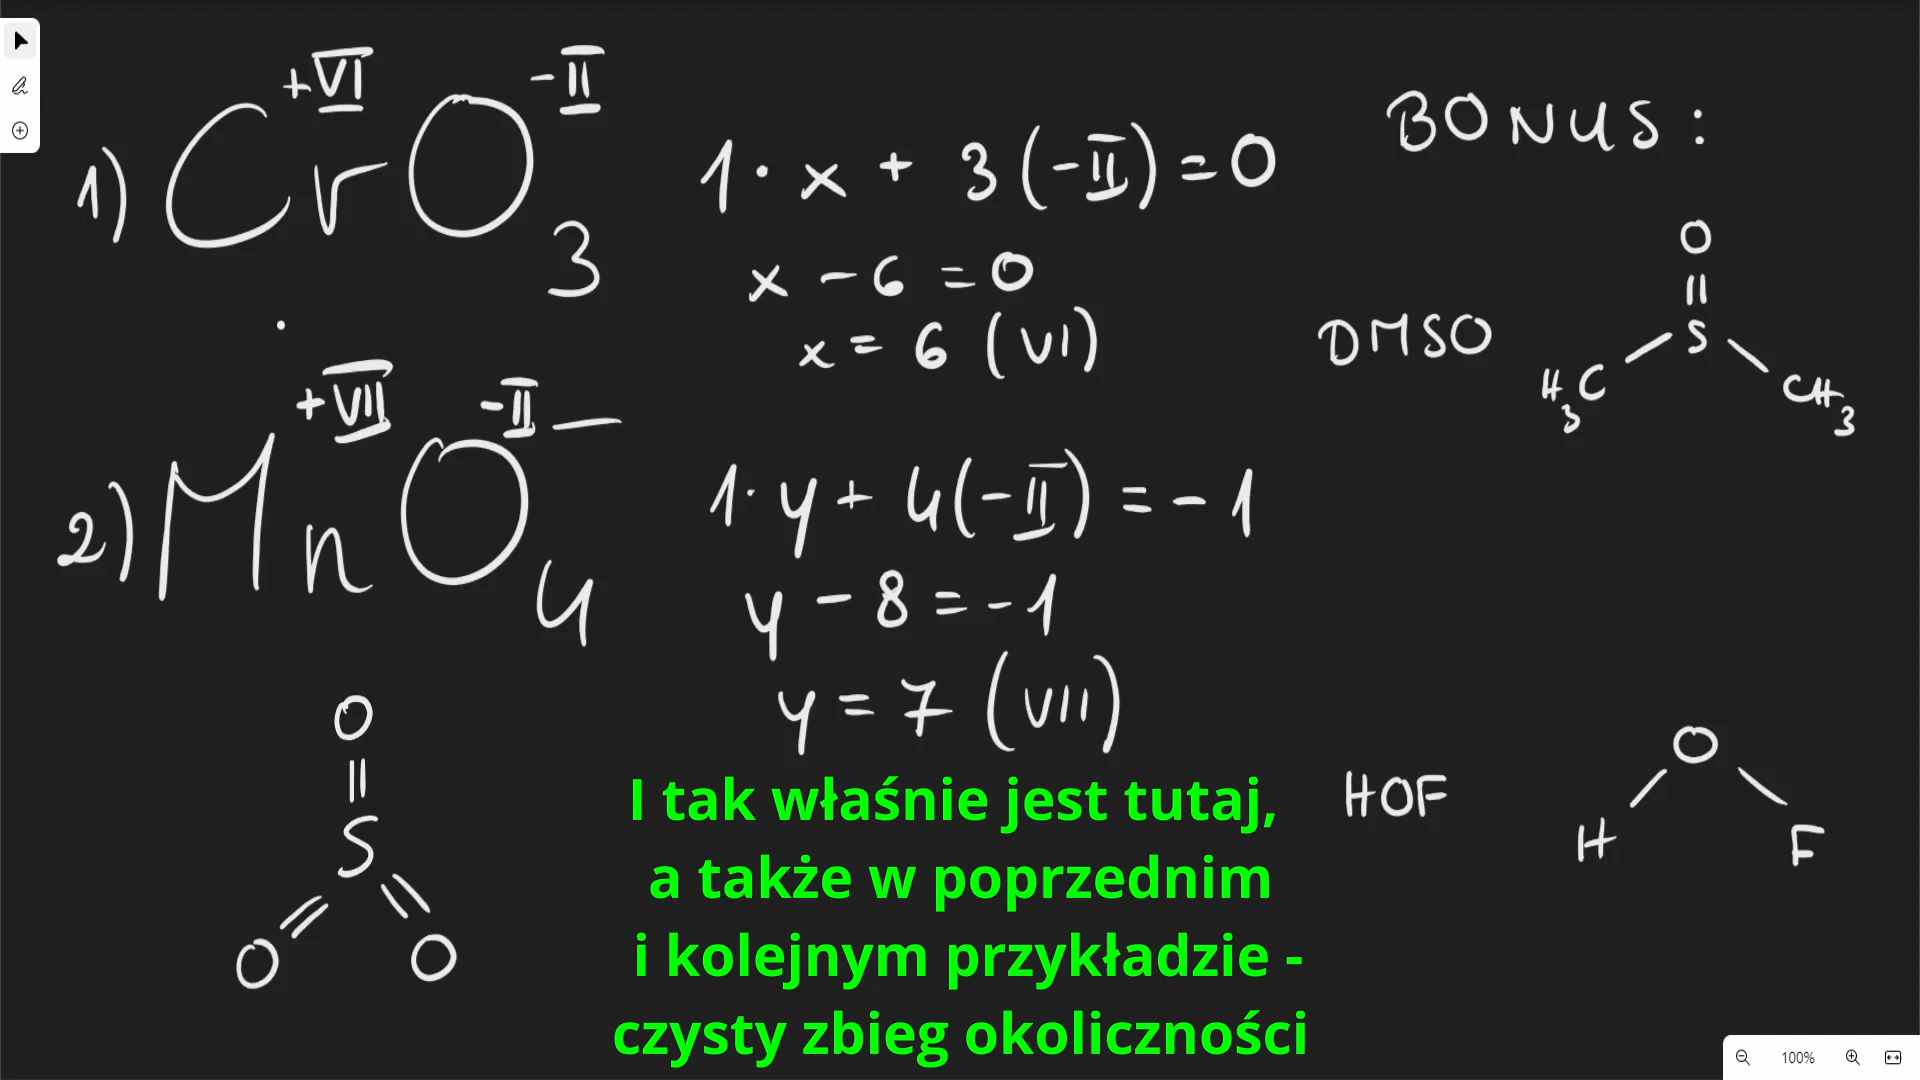 1) CrO₃ +VI -II
1 · x + 3 (-II) = 0
x - 6 = 0
x = 6 (VI)
2) MnO₄⁻ +VII -II
1 · y + 4(-II) = -1
y - 8 = -1
y = 7 (VII)
O
S
O O
BONUS:
O
DMSO S
H₃C CH₃
O
HOF
H F
I tak właśnie jest tutaj,
a także w poprzednim
i kolejnym przykładzie -
czysty zbieg okoliczności
100%